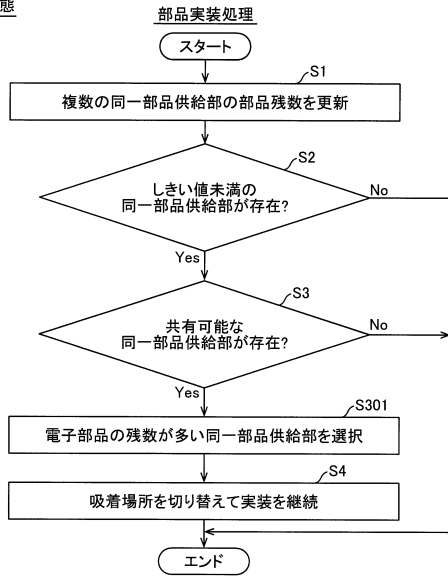 態
部品実装処理
スタート
S1
複数の同一部品供給部の部品残数を更新
S2
しきい値未満の
同一部品供給部が存在?
No
Yes
S3
共有可能な
同一部品供給部が存在?
No
Yes
S301
電子部品の残数が多い同一部品供給部を選択
S4
吸着場所を切り替えて実装を継続
エンド